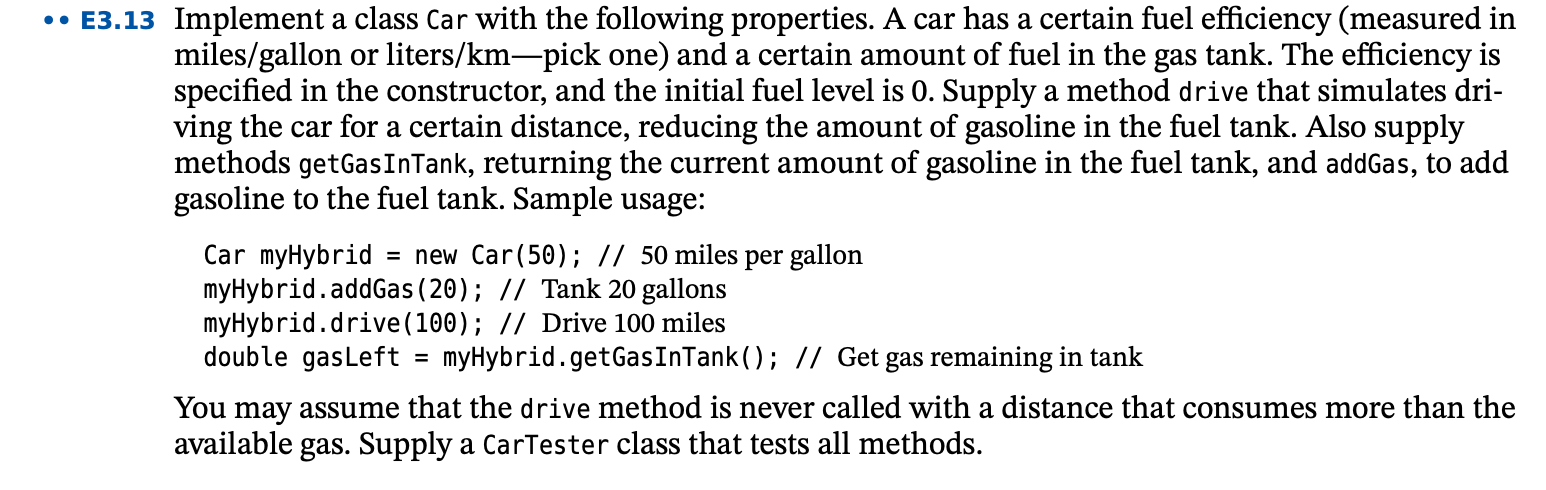 •• E3.13 Implement a class Car with the following properties. A car has a certain fuel efficiency (measured in
miles/gallon or liters/km—pick one) and a certain amount of fuel in the gas tank. The efficiency is
specified in the constructor, and the initial fuel level is 0. Supply a method drive that simulates dri-
ving the car for a certain distance, reducing the amount of gasoline in the fuel tank. Also supply
methods getGasInTank, returning the current amount of gasoline in the fuel tank, and addGas, to add
gasoline to the fuel tank. Sample usage:
Car myHybrid = new Car(50); // 50 miles per gallon
myHybrid.addGas(20); // Tank 20 gallons
myHybrid.drive(100); // Drive 100 miles
double gasLeft = myHybrid.getGasInTank(); // Get gas remaining in tank
You may assume that the drive method is never called with a distance that consumes more than the
available gas. Supply a CarTester class that tests all methods.